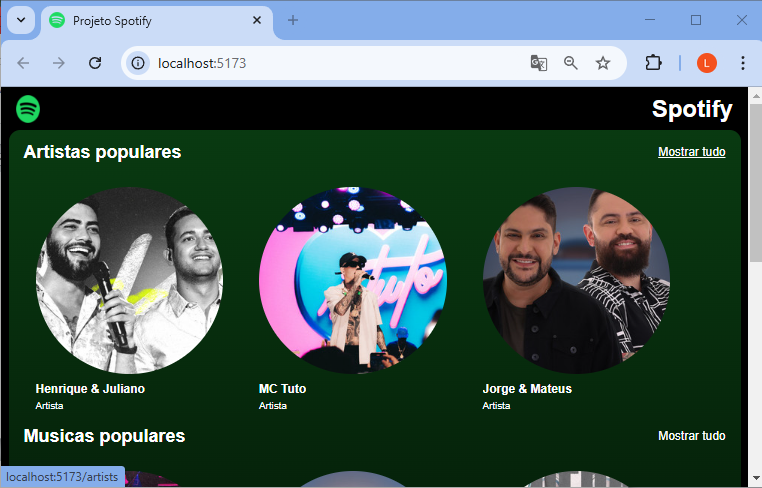 Projeto Spotify
localhost:5173
L
Spotify
Artistas populares
Mostrar tudo
tuto
Henrique & Juliano
MC Tuto
Jorge & Mateus
Artista
Artista
Artista
Musicas populares
Mostrar tudo
localhost:5173/artists